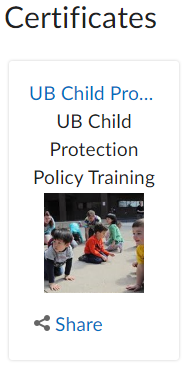 Certificates
UB Child Pro...
UB Child
Protection
Policy Training
Share